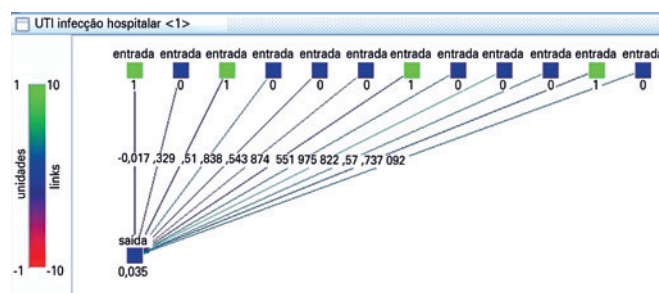 UTI infecção hospitalar <1>
entrada entrada entrada entrada entrada entrada entrada entrada entrada entrada entrada entrada
1 10
1 0 1 0 0 0 1 0 0 0 1 0
unidades
links
-0,017 ,329 ,51 ,838 ,543 874 551 975 822 ,57 ,737 092
saída
-1 -10
0,035